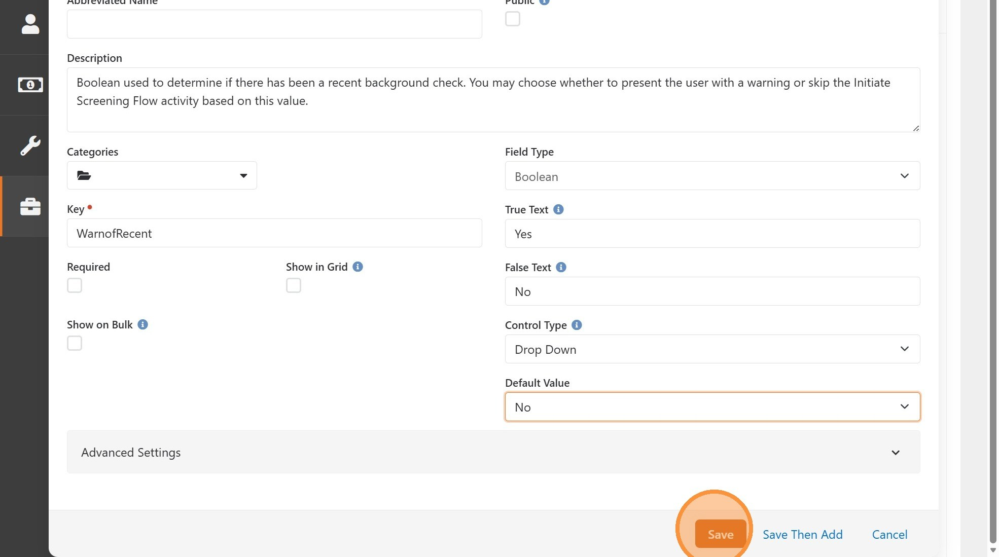 Abbreviated Name
Public
Description
Boolean used to determine if there has been a recent background check. You may choose whether to present the user with a warning or skip the Initiate
Screening Flow activity based on this value.
Categories
Field Type
Boolean
Key
True Text
WarnofRecent
Yes
Required
Show in Grid
False Text
No
Show on Bulk
Control Type
Drop Down
Default Value
No
Advanced Settings
Save
Save Then Add
Cancel